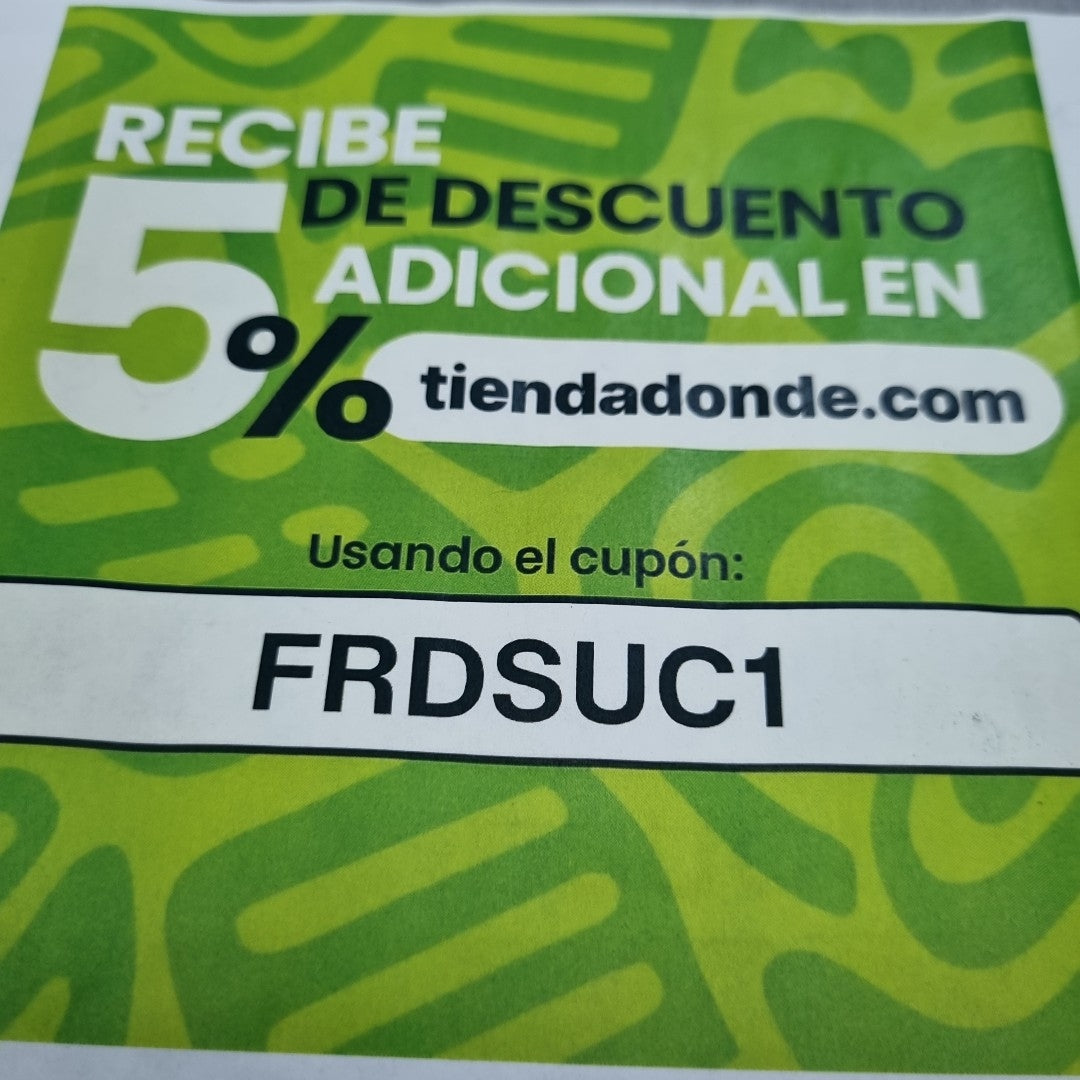 RECIBE
5% DE DESCUENTO
ADICIONAL EN
tiendadonde.com
Usando el cupón:
FRDSUC1